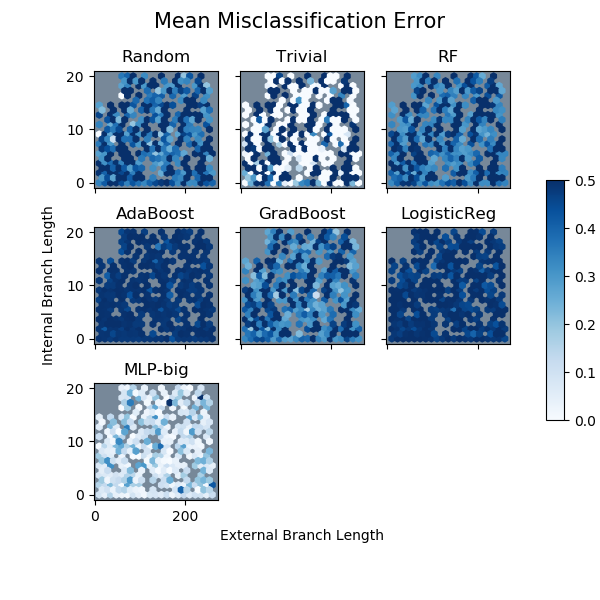 Mean Misclassification Error
Random
Trivial
RF
20
10
0
AdaBoost
GradBoost
LogisticReg
20
10
0
MLP-big
20
10
0
0
200
Internal Branch Length
External Branch Length
0.5
0.4
0.3
0.2
0.1
0.0